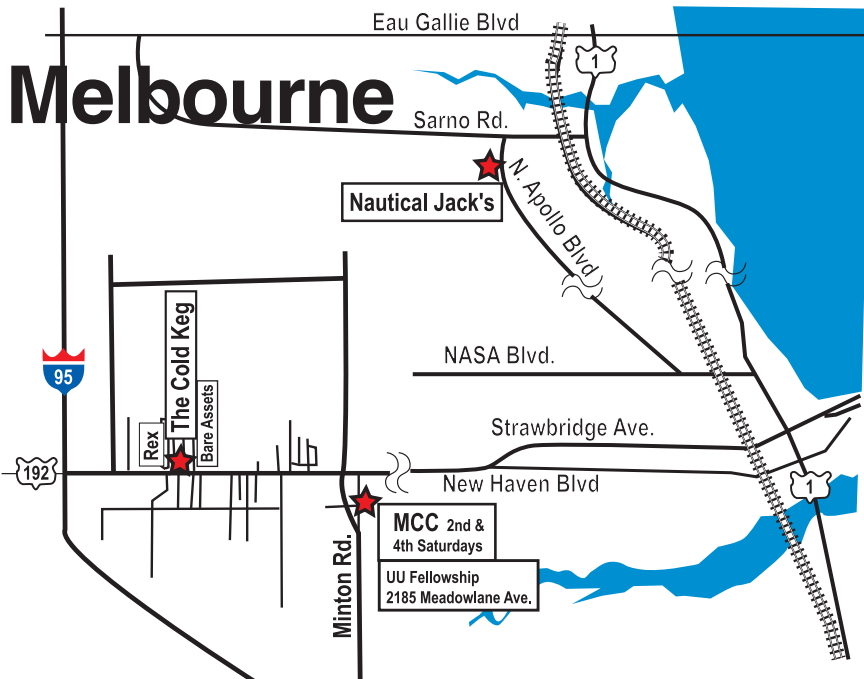 Eau Gallie Blvd
1
Melbourne
Sarno Rd.
Nautical Jack's
N. Apollo Blvd
The Cold Keg
95
NASA Blvd.
Rex
Bare Assets
Strawbridge Ave.
192
New Haven Blvd
1
MCC 2nd &
4th Saturdays
Minton Rd.
UU Fellowship
2185 Meadowlane Ave.